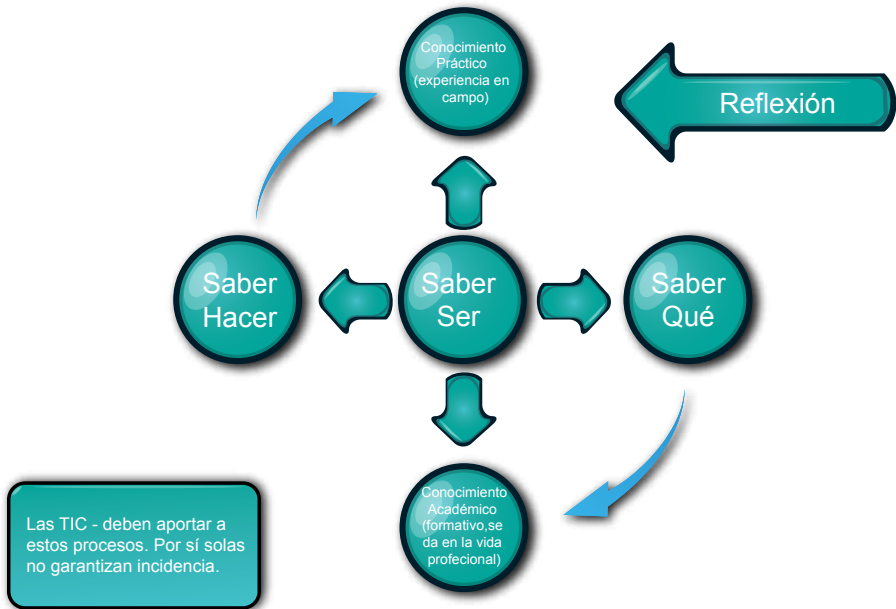 Conocimiento
Práctico
(experiencia en
campo)
Reflexión
Saber
Hacer
Saber
Ser
Saber
Qué
Conocimiento
Académico
(formativo,se
da en la vida
profecional)
Las TIC - deben aportar a
estos procesos. Por sí solas
no garantizan incidencia.